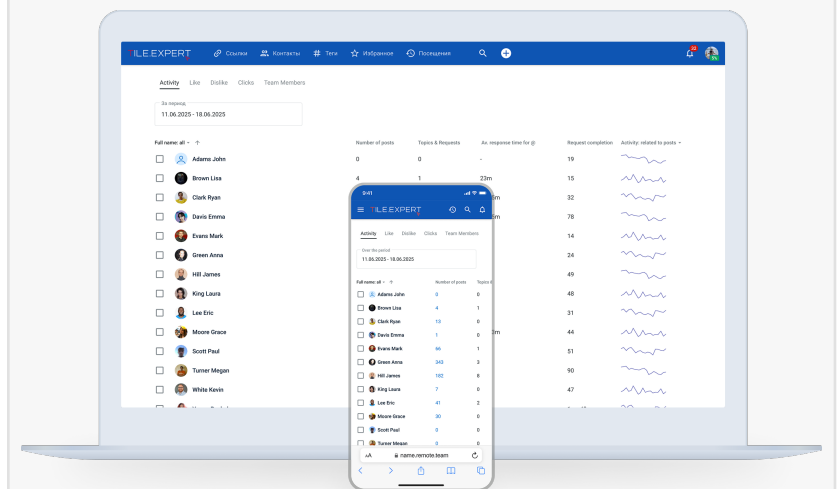 TILE.EXPERT Ссылки Контакты Теги Избранное Посещения
Activity Like Dislike Clicks Team Members
За период
11.06.2025 - 18.06.2025
Full name: all Number of posts Topics & Requests Av. response time for @ Request completion Activity: related to posts
Adams John 0 0 - 19
Brown Lisa 4 1 23m 15
Clark Ryan 32
Davis Emma 78
Evans Mark 14
Green Anna 24
Hill James 49
King Laura 48
Lee Eric 31
Moore Grace 44
Scott Paul 51
Turner Megan 90
White Kevin 47
9:41
TILE.EXPERT
Activity Like Dislike Clicks Team Members
Over the period
11.06.2025 - 18.06.2025
Full name: all Number of posts Topics
Adams John 0 0
Brown Lisa 4 1
Clark Ryan 13 0
Davis Emma 1 0
Evans Mark 66 1
Green Anna 343 3
Hill James 182 8
King Laura 7 0
Lee Eric 41 2
Moore Grace 30 0
Scott Paul 0 0
Turner Megan 0 0
AA name.remote.team